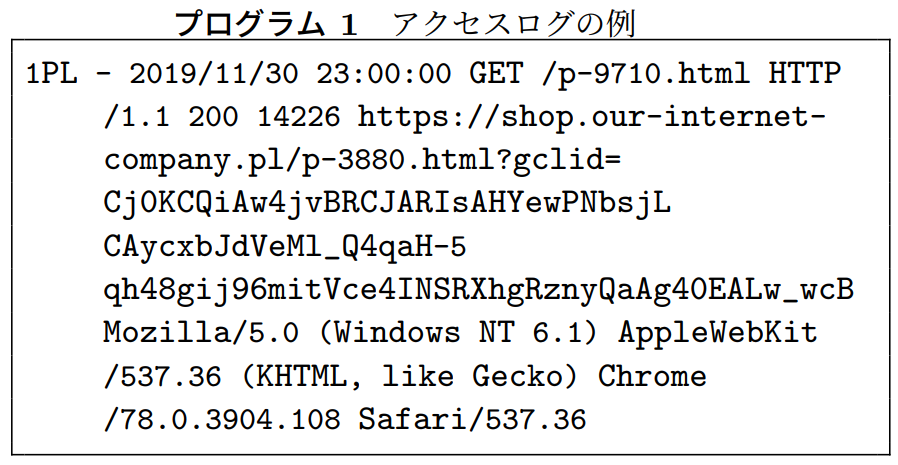 プログラム 1 アクセスログの例
1PL - 2019/11/30 23:00:00 GET /p-9710.html HTTP
/1.1 200 14226 https://shop.our-internet-
company.pl/p-3880.html?gclid=
Cj0KCQiAw4jvBRCJARIsAHYewPNbsjL
CAycxbJdVeMl_Q4qaH-5
qh48gij96mitVce4INSRXhgRznyQaAg40EALw_wcB
Mozilla/5.0 (Windows NT 6.1) AppleWebKit
/537.36 (KHTML, like Gecko) Chrome
/78.0.3904.108 Safari/537.36